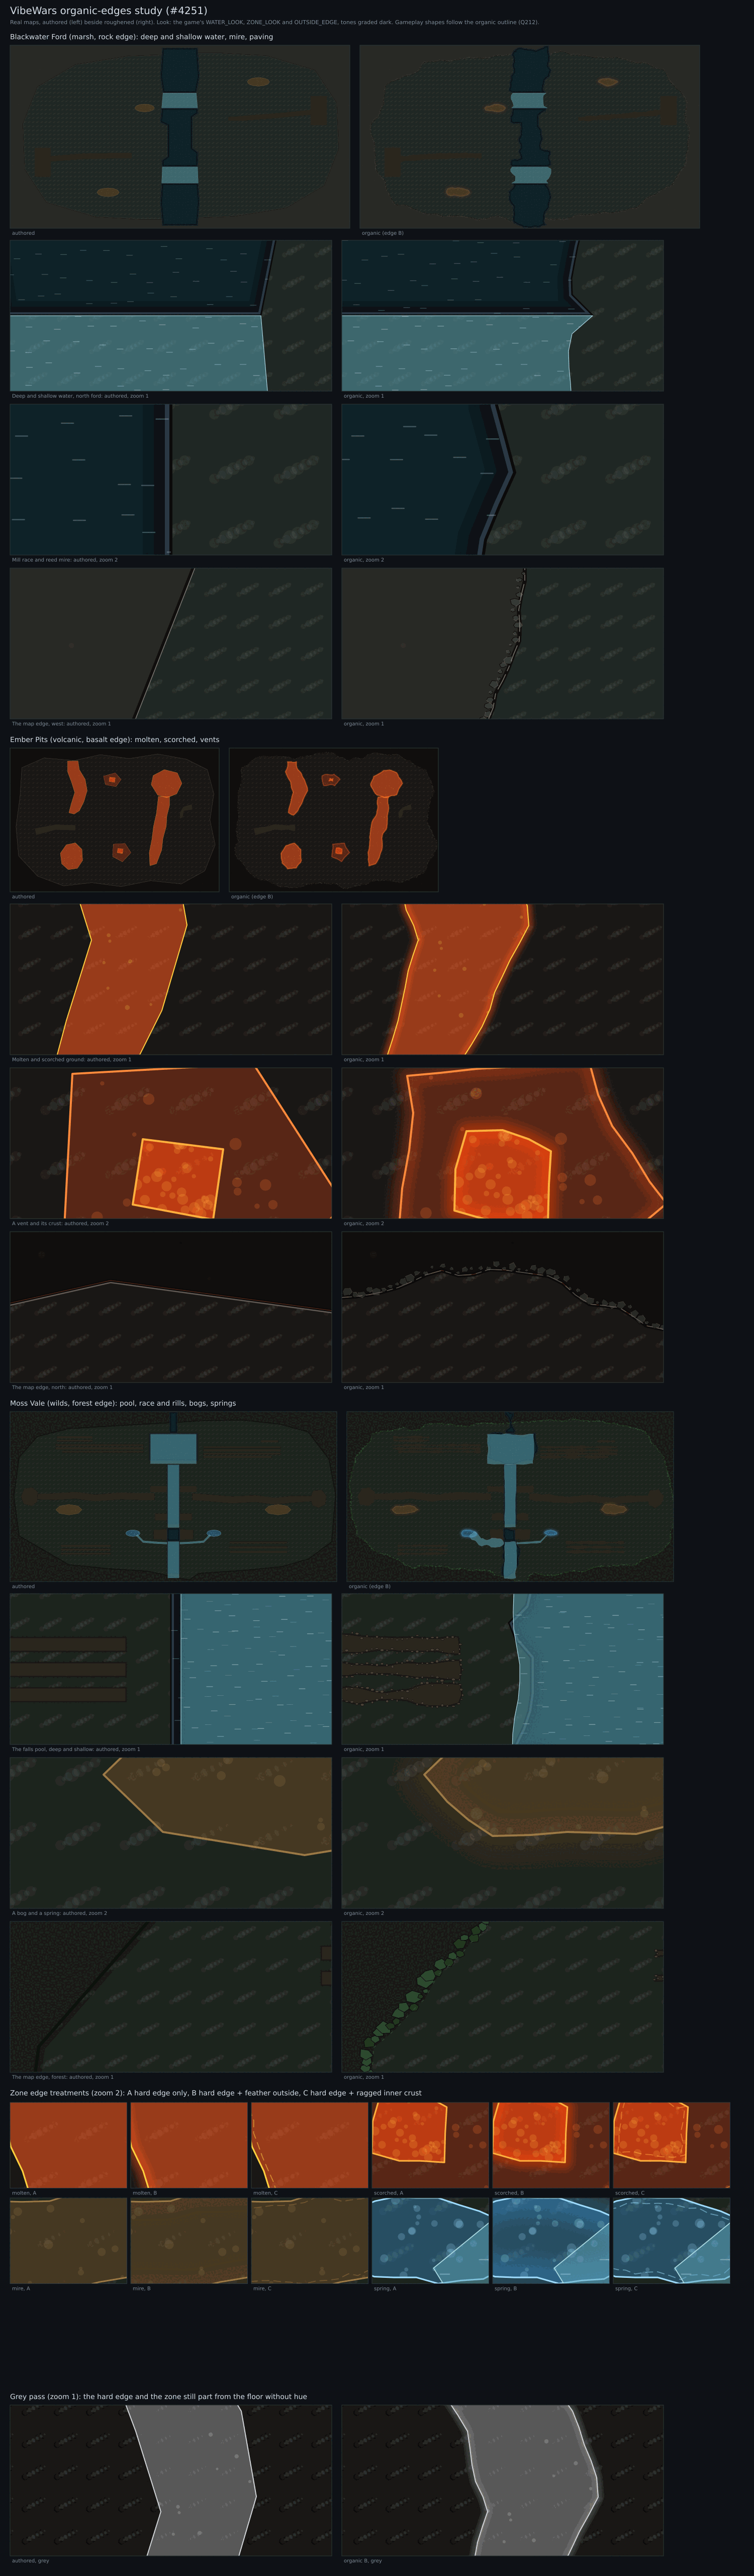 VibeWars organic-edges study (#4251)
Real maps, authored (left) beside roughened (right). Look: the game's WATER_LOOK, ZONE_LOOK and OUTSIDE_EDGE, tones graded dark. Gameplay shapes follow the organic outline (Q212).
Blackwater Ford (marsh, rock edge): deep and shallow water, mire, paving
authored
organic (edge B)
Deep and shallow water, north ford: authored, zoom 1
organic, zoom 1
Mill race and reed mire: authored, zoom 2
organic, zoom 2
The map edge, west: authored, zoom 1
organic, zoom 1
Ember Pits (volcanic, basalt edge): molten, scorched, vents
authored
organic (edge B)
Molten and scorched ground: authored, zoom 1
organic, zoom 1
A vent and its crust: authored, zoom 2
organic, zoom 2
The map edge, north: authored, zoom 1
organic, zoom 1
Moss Vale (wilds, forest edge): pool, race and rills, bogs, springs
authored
organic (edge B)
The falls pool, deep and shallow: authored, zoom 1
organic, zoom 1
A bog and a spring: authored, zoom 2
organic, zoom 2
The map edge, forest: authored, zoom 1
organic, zoom 1
Zone edge treatments (zoom 2): A hard edge only, B hard edge + feather outside, C hard edge + ragged inner crust
molten, A
molten, B
molten, C
scorched, A
scorched, B
scorched, C
mire, A
mire, B
mire, C
spring, A
spring, B
spring, C
Grey pass (zoom 1): the hard edge and the zone still part from the floor without hue
authored, grey
organic B, grey